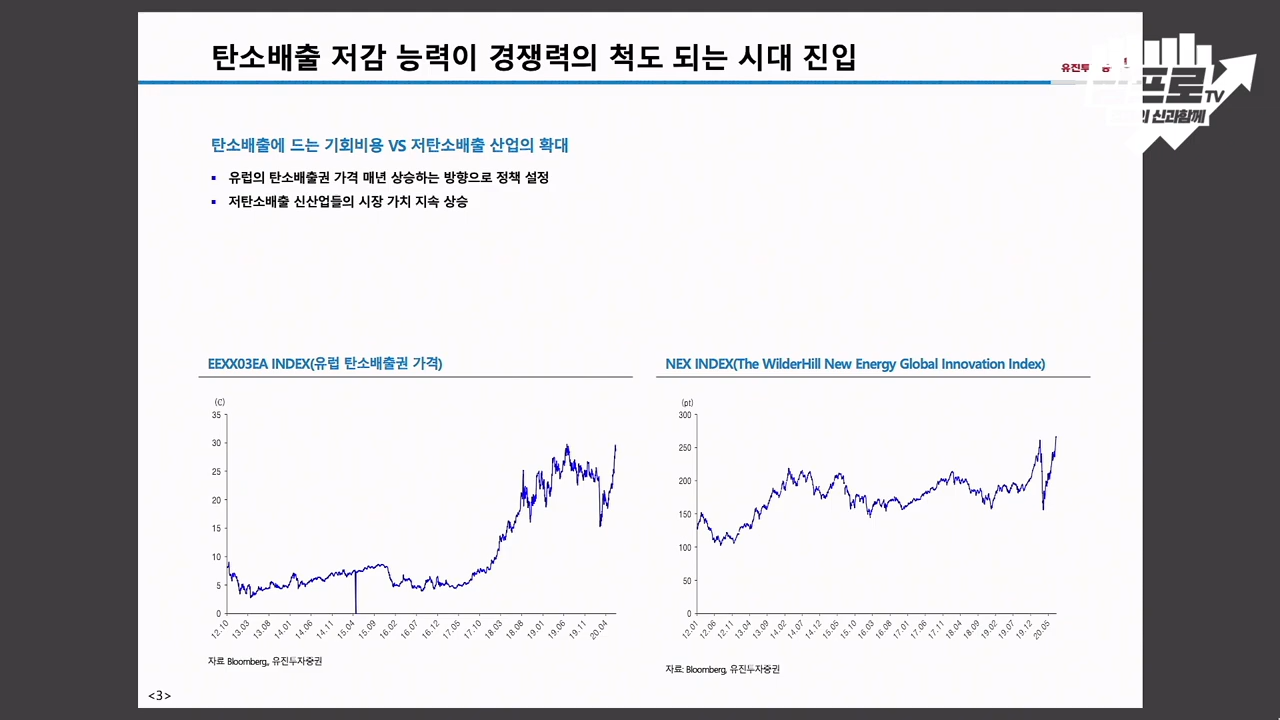 탄소배출 저감 능력이 경쟁력의 척도 되는 시대 진입
유진투
프로TV
신과함께
탄소배출에 드는 기회비용 VS 저탄소배출 산업의 확대
▪ 유럽의 탄소배출권 가격 매년 상승하는 방향으로 정책 설정
▪ 저탄소배출 신산업들의 시장 가치 지속 상승
EEXX03EA INDEX(유럽 탄소배출권 가격)
(C)
35
30
25
20
15
10
5
0
12.10 13.03 13.08 14.01 14.06 14.11 15.04 15.09 16.02 16.07 16.12 17.05 17.10 18.03 18.08 19.01 19.06 19.11 20.04
자료 Bloomberg,, 유진투자증권
NEX INDEX(The WilderHill New Energy Global Innovation Index)
(pt)
300
250
200
150
100
50
0
12.01 12.06 12.11 13.04 13.09 14.02 14.07 14.12 15.05 15.10 16.03 16.08 17.01 17.06 17.11 18.04 18.09 19.02 19.07 19.12 20.05
자료: Bloomberg, 유진투자증권
<3>